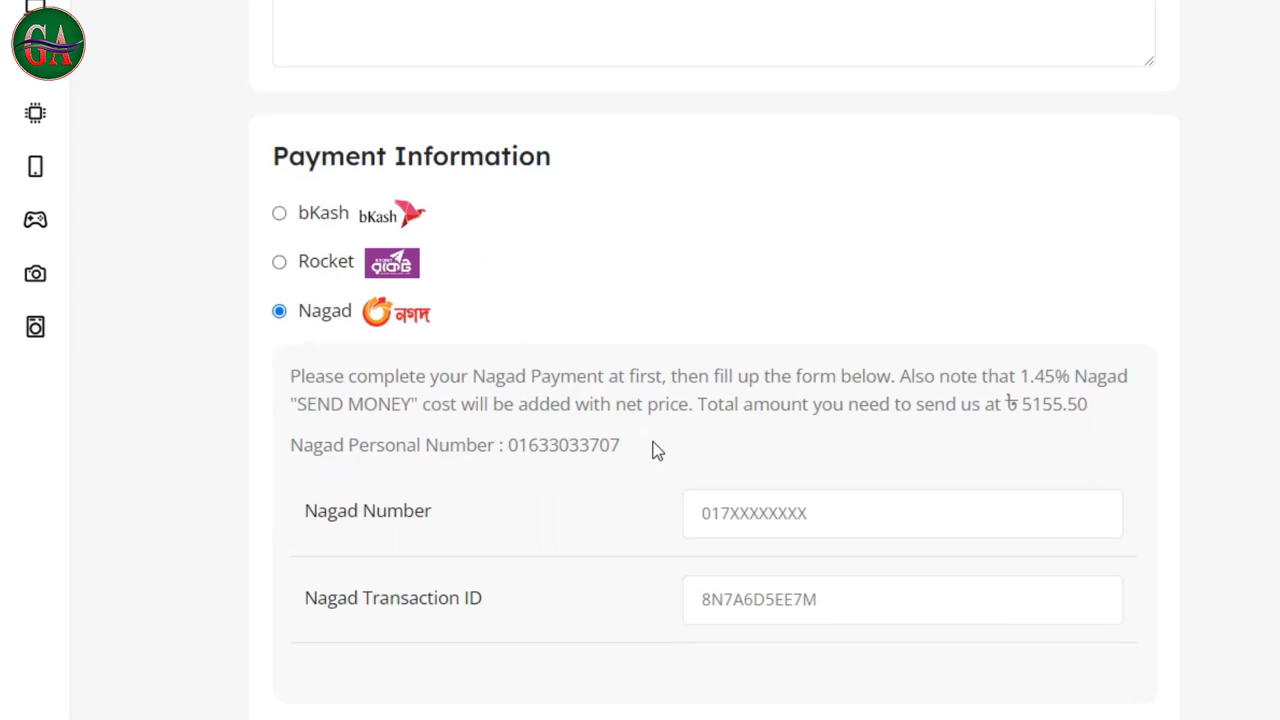 GA
Payment Information
bKash bKash
Rocket রকেট
Nagad নগদ
Please complete your Nagad Payment at first, then fill up the form below. Also note that 1.45% Nagad
"SEND MONEY" cost will be added with net price. Total amount you need to send us at ৳ 5155.50
Nagad Personal Number : 01633033707
Nagad Number 017XXXXXXXX
Nagad Transaction ID 8N7A6D5EE7M